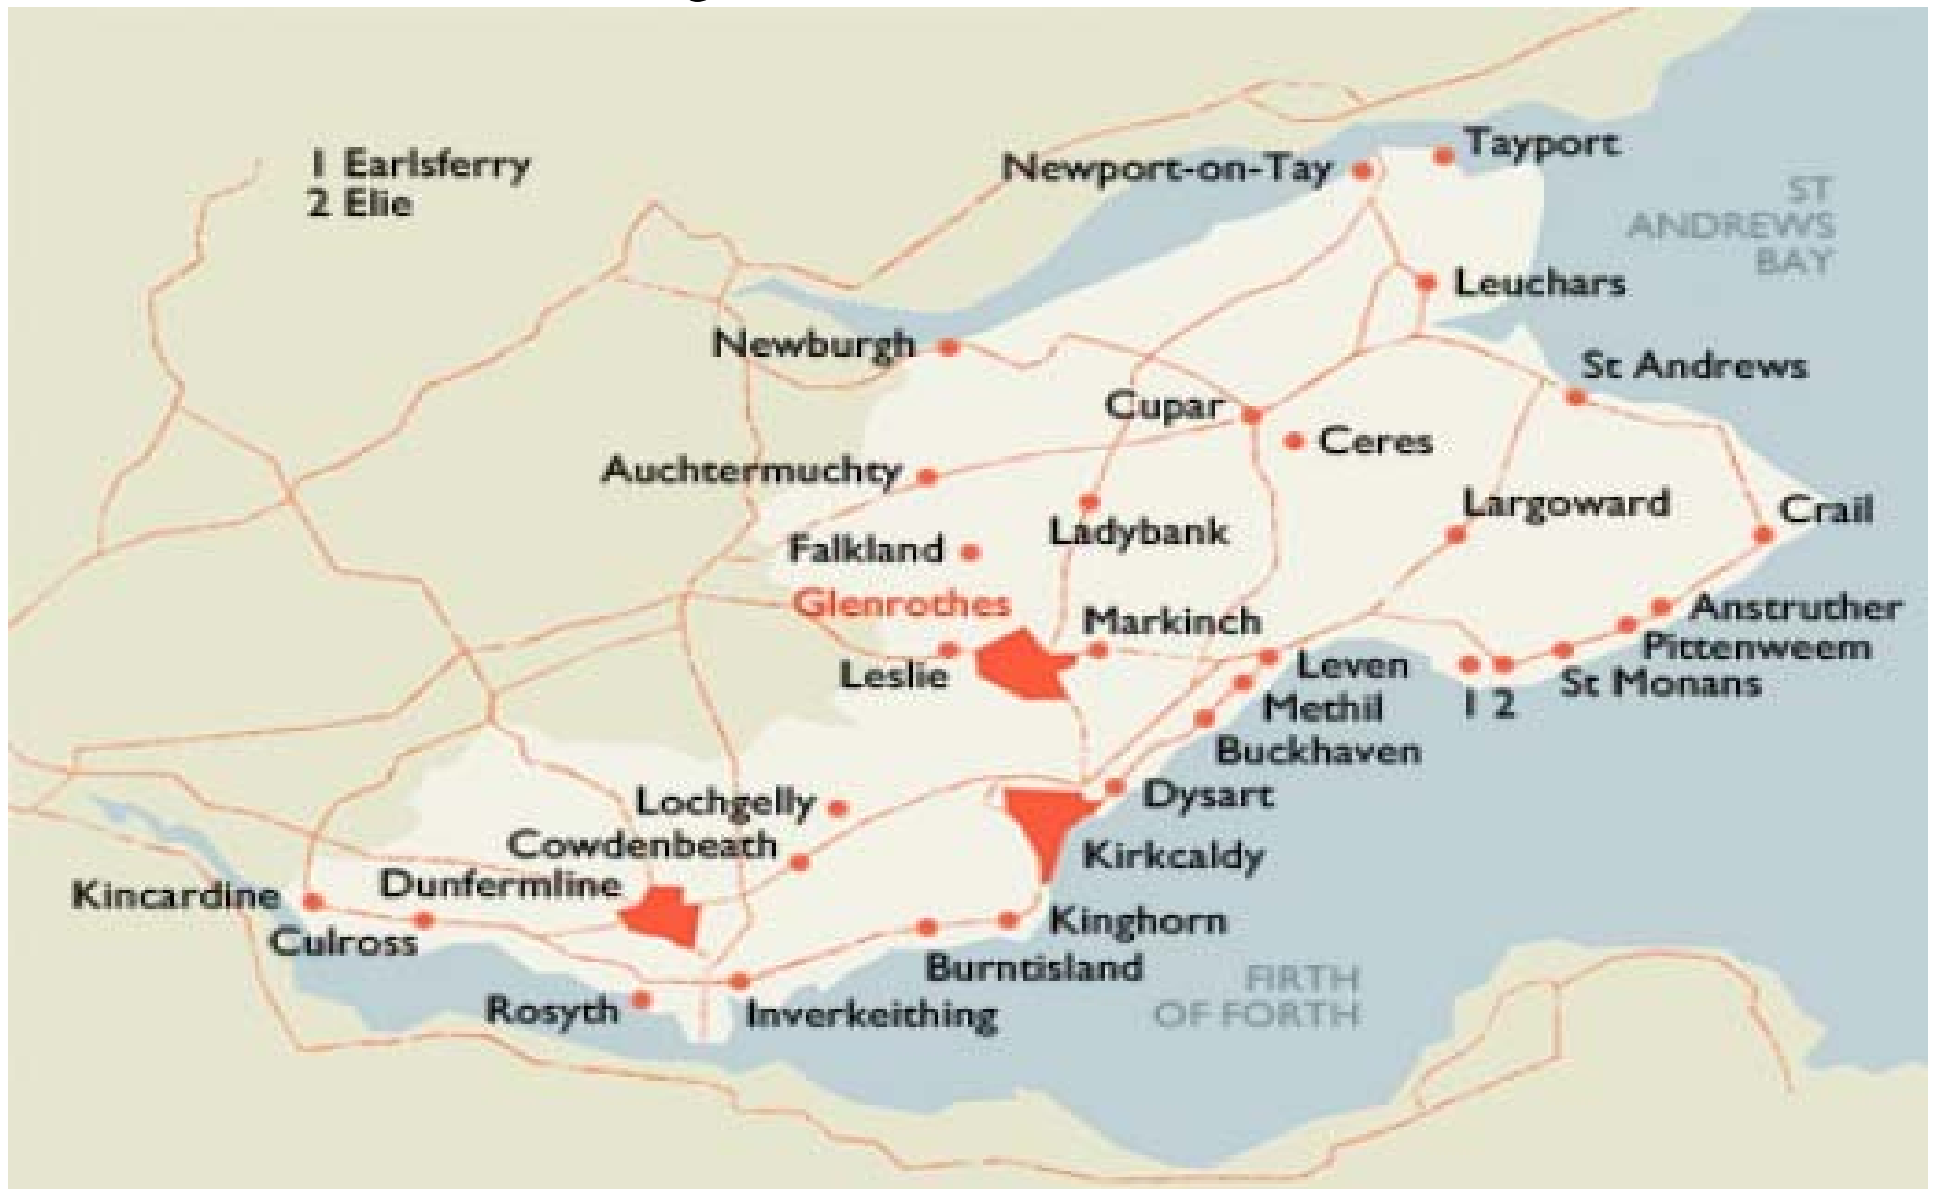 1 Earlsferry
2 Elie
Tayport
Newport-on-Tay
ST
ANDREWS
BAY
Leuchars
Newburgh
St Andrews
Cupar
Ceres
Auchtermuchty
Largoward
Crail
Ladybank
Falkland
Glenrothes
Markinch
Anstruther
Pittenweem
Leslie
Leven
St Monans
1 2
Methil
Buckhaven
Lochgelly
Dysart
Cowdenbeath
Kirkcaldy
Dunfermline
Kincardine
Kinghorn
Culross
Burntisland
FIRTH
OF FORTH
Rosyth
Inverkeithing